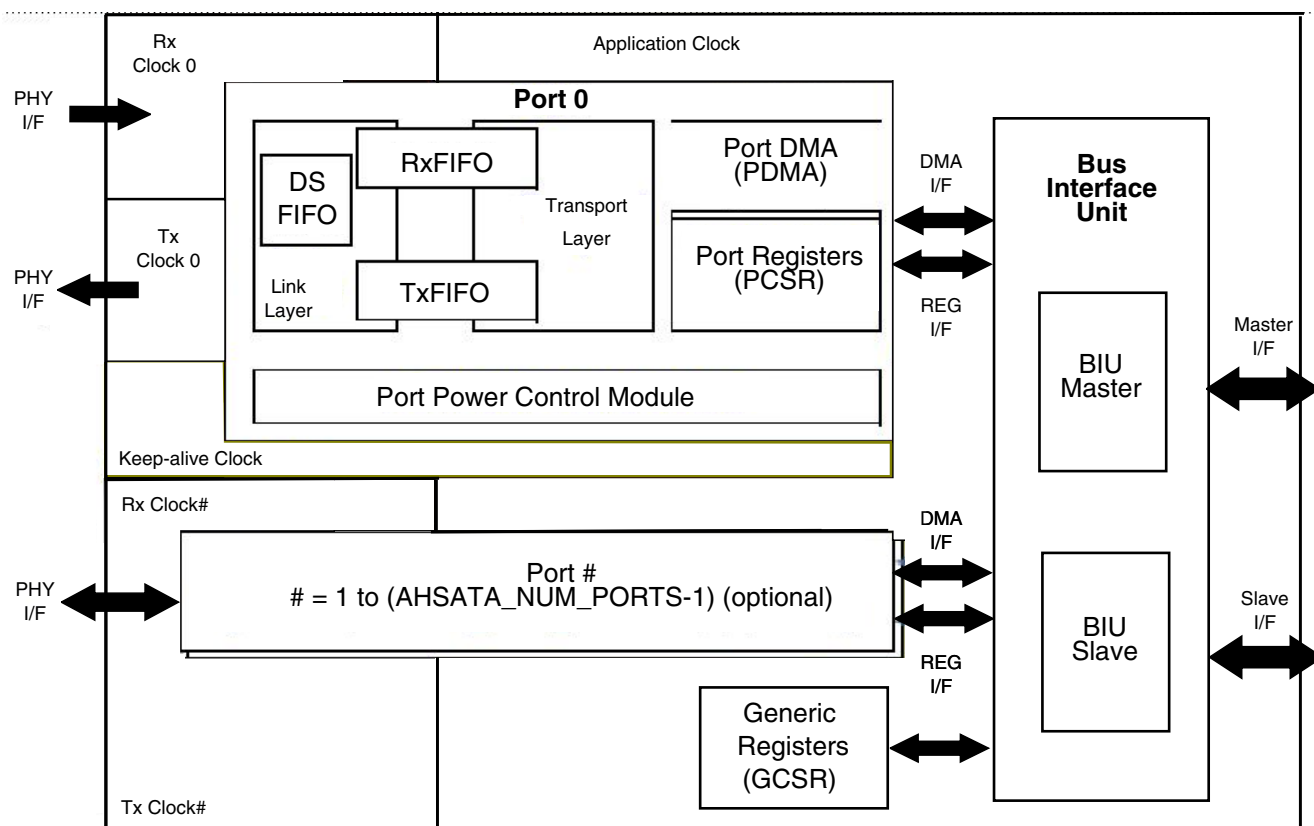 Rx
Clock 0
Application Clock
PHY
I/F
Port 0
RxFIFO
DS
FIFO
Transport
Layer
Port DMA
(PDMA)
DMA
I/F
Bus
Interface
Unit
Tx
Clock 0
PHY
I/F
Link
Layer
TxFIFO
Port Registers
(PCSR)
REG
I/F
BIU
Master
Master
I/F
Port Power Control Module
Keep-alive Clock
Rx Clock#
DMA
I/F
PHY
I/F
Port #
# = 1 to (AHSATA_NUM_PORTS-1) (optional)
BIU
Slave
Slave
I/F
REG
I/F
Generic
Registers
(GCSR)
Tx Clock#